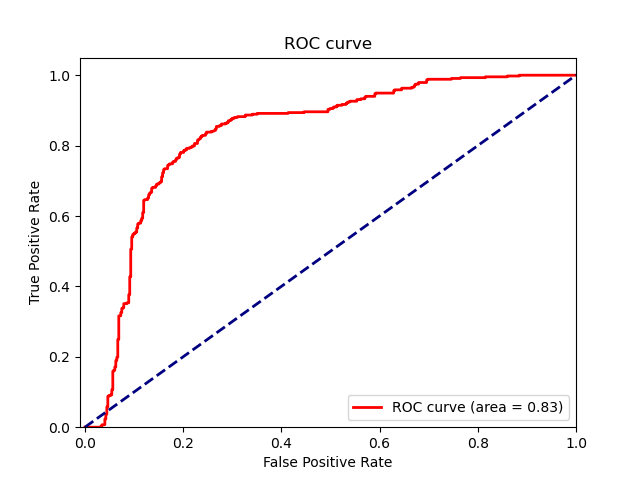 ROC curve
True Positive Rate
1.0
0.8
0.6
0.4
0.2
0.0
ROC curve (area = 0.83)
0.0 0.2 0.4 0.6 0.8 1.0
False Positive Rate